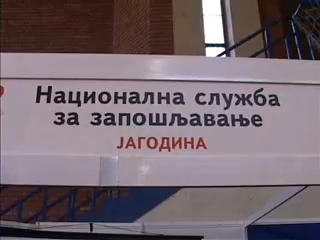 Национална служба
за запошљавање
ЈАГОДИНА